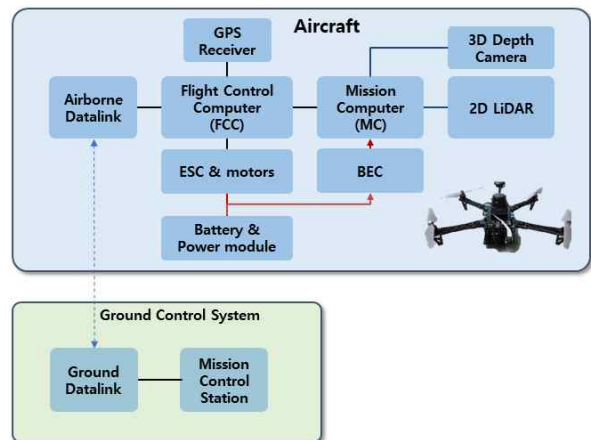 Aircraft
GPS
Receiver
3D Depth
Camera
Airborne
Datalink
Flight Control
Computer
(FCC)
Mission
Computer
(MC)
2D LiDAR
ESC & motors
BEC
Battery &
Power module
Ground Control System
Ground
Datalink
Mission
Control
Station